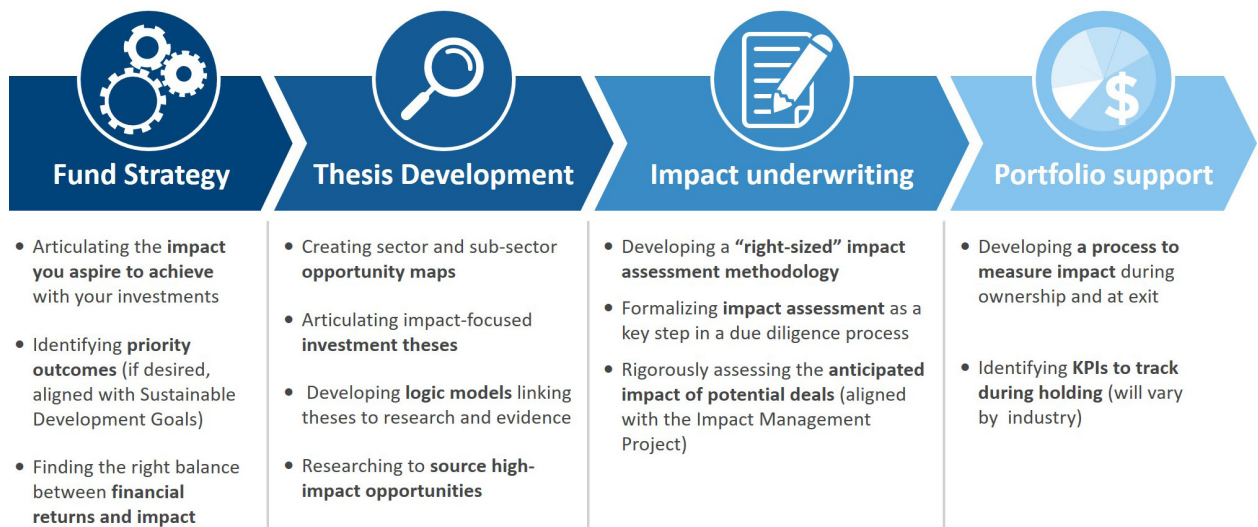 Fund Strategy
• Articulating the impact
you aspire to achieve
with your investments
• Identifying priority
outcomes (if desired,
aligned with Sustainable
Development Goals)
• Finding the right balance
between financial
returns and impact
Thesis Development
• Creating sector and sub-sector
opportunity maps
• Articulating impact-focused
investment theses
• Developing logic models linking
theses to research and evidence
• Researching to source high-
impact opportunities
Impact underwriting
• Developing a “right-sized” impact
assessment methodology
• Formalizing impact assessment as a
key step in a due diligence process
• Rigorously assessing the anticipated
impact of potential deals (aligned
with the Impact Management
Project)
$
Portfolio support
• Developing a process to
measure impact during
ownership and at exit
• Identifying KPIs to track
during holding (will vary
by industry)